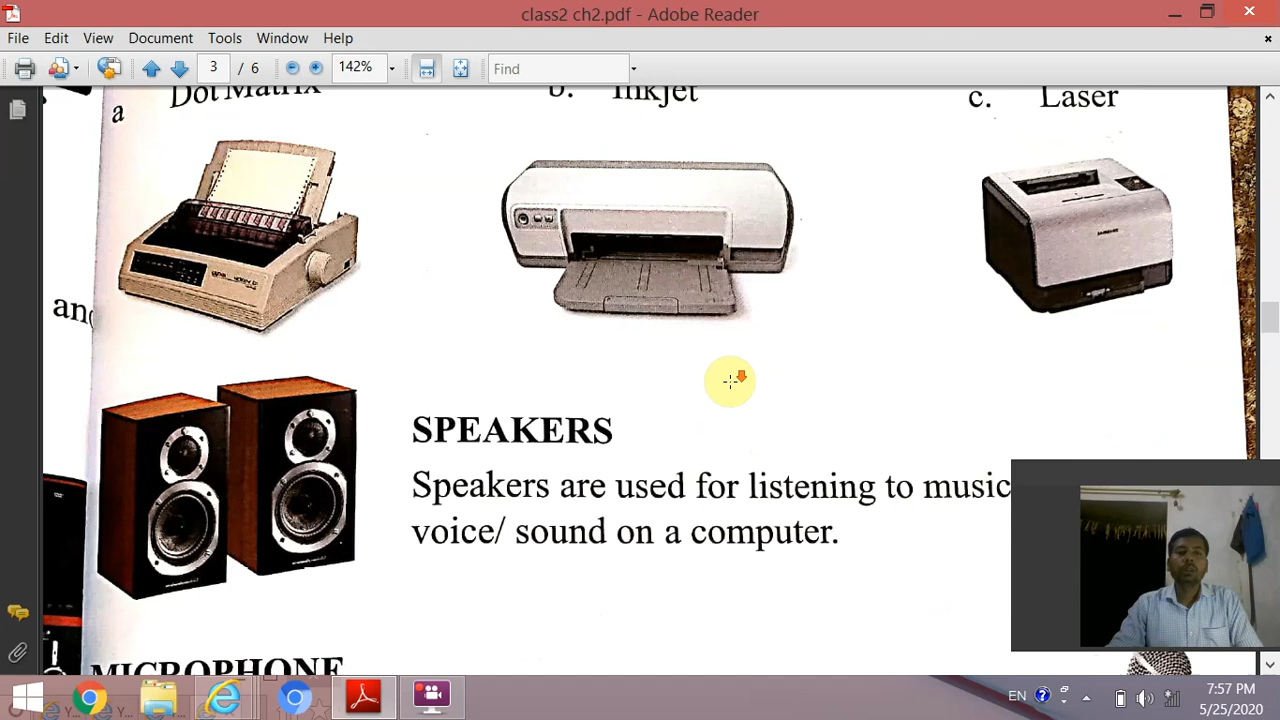 class2 ch2.pdf - Adobe Reader
File Edit View Document Tools Window Help
3 / 6 142% Find
a Dot Matrix b. Inkjet c. Laser
SAMSUNG
SPEAKERS
Speakers are used for listening to music
voice/ sound on a computer.
MICROPHONE
EN 7:57 PM
5/25/2020